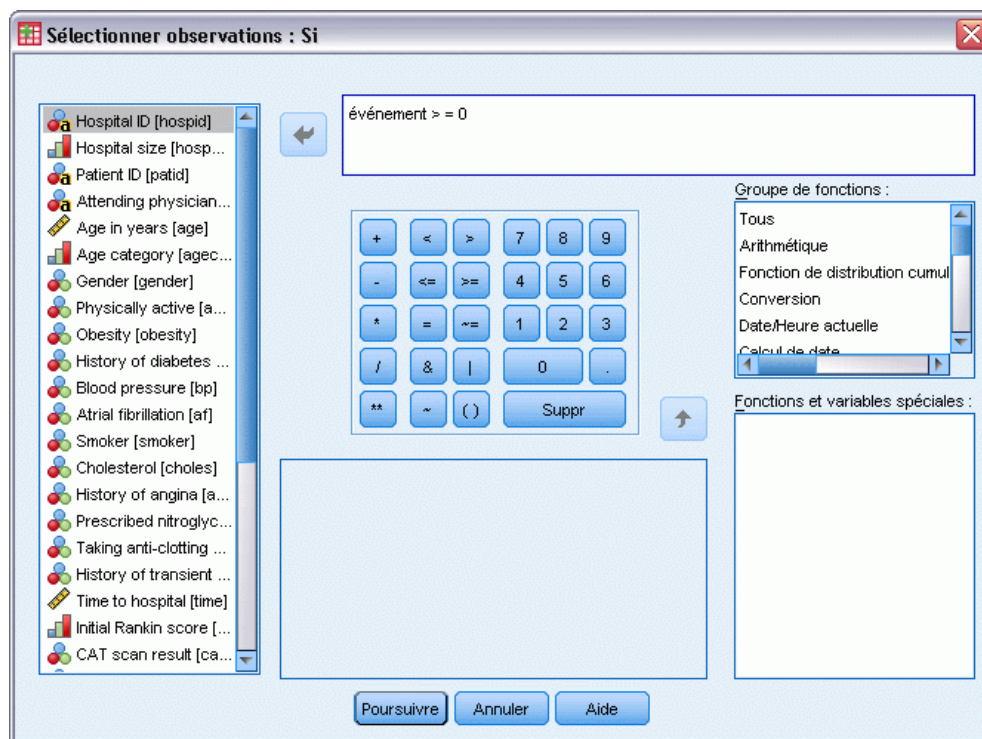 Sélectionner observations : Si
événement > = 0
Hospital ID [hospid]
Hospital size [hosp...
Patient ID [patid]
Attending physician...
Age in years [age]
Age category [agec...
Gender [gender]
Physically active [a...
Obesity [obesity]
History of diabetes ...
Blood pressure [bp]
Atrial fibrillation [af]
Smoker [smoker]
Cholesterol [choles]
History of angina [a...
Prescribed nitroglyc...
Taking anti-clotting ...
History of transient ...
Time to hospital [time]
Initial Rankin score [...
CAT scan result [ca...
+ < > 7 8 9
- <= >= 4 5 6
* = ~= 1 2 3
/ & | 0 .
** ~ ( ) Suppr
Groupe de fonctions :
Tous
Arithmétique
Fonction de distribution cumul
Conversion
Date/Heure actuelle
Calcul de date
Fonctions et variables spéciales :
Poursuivre Annuler Aide